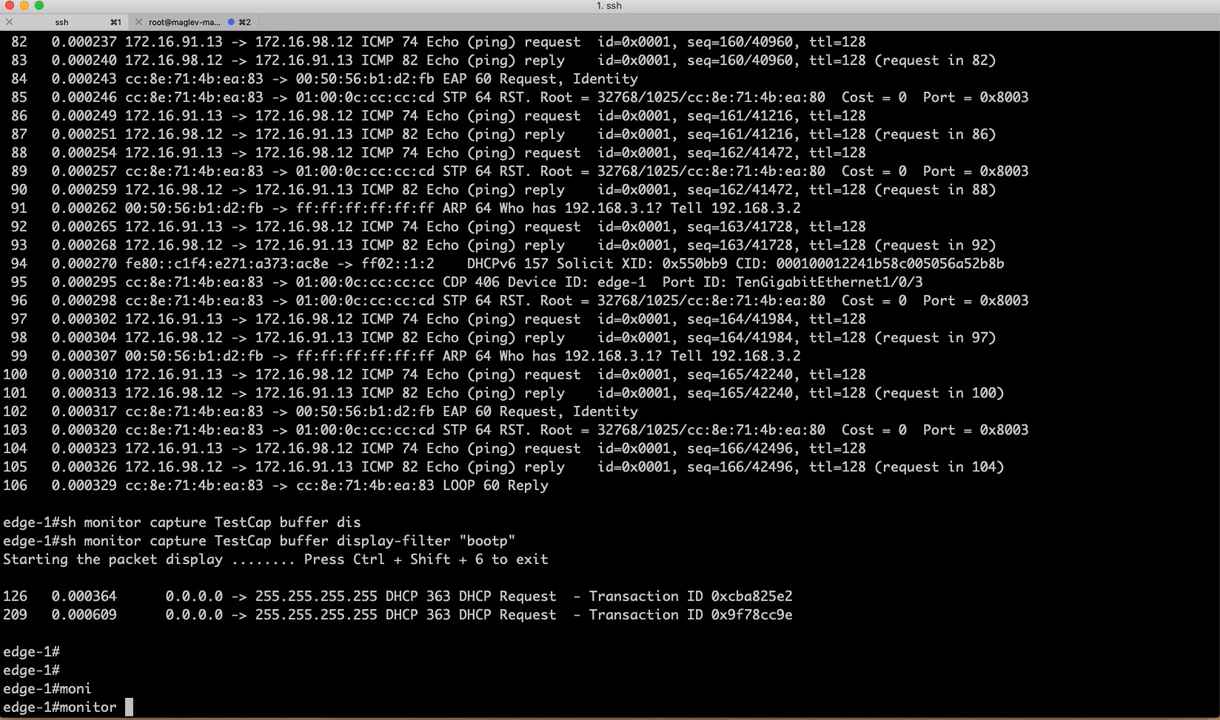 1. ssh
ssh ⌘1 root@maglev-ma... ⌘2
82 0.000237 172.16.91.13 -> 172.16.98.12 ICMP 74 Echo (ping) request id=0x0001, seq=160/40960, ttl=128
83 0.000240 172.16.98.12 -> 172.16.91.13 ICMP 82 Echo (ping) reply id=0x0001, seq=160/40960, ttl=128 (request in 82)
84 0.000243 cc:8e:71:4b:ea:83 -> 00:50:56:b1:d2:fb EAP 60 Request, Identity
85 0.000246 cc:8e:71:4b:ea:83 -> 01:00:0c:cc:cc:cd STP 64 RST. Root = 32768/1025/cc:8e:71:4b:ea:80 Cost = 0 Port = 0x8003
86 0.000249 172.16.91.13 -> 172.16.98.12 ICMP 74 Echo (ping) request id=0x0001, seq=161/41216, ttl=128
87 0.000251 172.16.98.12 -> 172.16.91.13 ICMP 82 Echo (ping) reply id=0x0001, seq=161/41216, ttl=128 (request in 86)
88 0.000254 172.16.91.13 -> 172.16.98.12 ICMP 74 Echo (ping) request id=0x0001, seq=162/41472, ttl=128
89 0.000257 cc:8e:71:4b:ea:83 -> 01:00:0c:cc:cc:cd STP 64 RST. Root = 32768/1025/cc:8e:71:4b:ea:80 Cost = 0 Port = 0x8003
90 0.000259 172.16.98.12 -> 172.16.91.13 ICMP 82 Echo (ping) reply id=0x0001, seq=162/41472, ttl=128 (request in 88)
91 0.000262 00:50:56:b1:d2:fb -> ff:ff:ff:ff:ff:ff ARP 64 Who has 192.168.3.1? Tell 192.168.3.2
92 0.000265 172.16.91.13 -> 172.16.98.12 ICMP 74 Echo (ping) request id=0x0001, seq=163/41728, ttl=128
93 0.000268 172.16.98.12 -> 172.16.91.13 ICMP 82 Echo (ping) reply id=0x0001, seq=163/41728, ttl=128 (request in 92)
94 0.000270 fe80::c1f4:e271:a373:ac8e -> ff02::1:2 DHCPv6 157 Solicit XID: 0x550bb9 CID: 000100012241b58c005056a52b8b
95 0.000295 cc:8e:71:4b:ea:83 -> 01:00:0c:cc:cc:cc CDP 406 Device ID: edge-1 Port ID: TenGigabitEthernet1/0/3
96 0.000298 cc:8e:71:4b:ea:83 -> 01:00:0c:cc:cc:cd STP 64 RST. Root = 32768/1025/cc:8e:71:4b:ea:80 Cost = 0 Port = 0x8003
97 0.000302 172.16.91.13 -> 172.16.98.12 ICMP 74 Echo (ping) request id=0x0001, seq=164/41984, ttl=128
98 0.000304 172.16.98.12 -> 172.16.91.13 ICMP 82 Echo (ping) reply id=0x0001, seq=164/41984, ttl=128 (request in 97)
99 0.000307 00:50:56:b1:d2:fb -> ff:ff:ff:ff:ff:ff ARP 64 Who has 192.168.3.1? Tell 192.168.3.2
100 0.000310 172.16.91.13 -> 172.16.98.12 ICMP 74 Echo (ping) request id=0x0001, seq=165/42240, ttl=128
101 0.000313 172.16.98.12 -> 172.16.91.13 ICMP 82 Echo (ping) reply id=0x0001, seq=165/42240, ttl=128 (request in 100)
102 0.000317 cc:8e:71:4b:ea:83 -> 00:50:56:b1:d2:fb EAP 60 Request, Identity
103 0.000320 cc:8e:71:4b:ea:83 -> 01:00:0c:cc:cc:cd STP 64 RST. Root = 32768/1025/cc:8e:71:4b:ea:80 Cost = 0 Port = 0x8003
104 0.000323 172.16.91.13 -> 172.16.98.12 ICMP 74 Echo (ping) request id=0x0001, seq=166/42496, ttl=128
105 0.000326 172.16.98.12 -> 172.16.91.13 ICMP 82 Echo (ping) reply id=0x0001, seq=166/42496, ttl=128 (request in 104)
106 0.000329 cc:8e:71:4b:ea:83 -> cc:8e:71:4b:ea:83 LOOP 60 Reply
edge-1#sh monitor capture TestCap buffer dis
edge-1#sh monitor capture TestCap buffer display-filter "bootp"
Starting the packet display ........ Press Ctrl + Shift + 6 to exit
126 0.000364 0.0.0.0 -> 255.255.255.255 DHCP 363 DHCP Request - Transaction ID 0xcba825e2
209 0.000609 0.0.0.0 -> 255.255.255.255 DHCP 363 DHCP Request - Transaction ID 0x9f78cc9e
edge-1#
edge-1#
edge-1#moni
edge-1#monitor